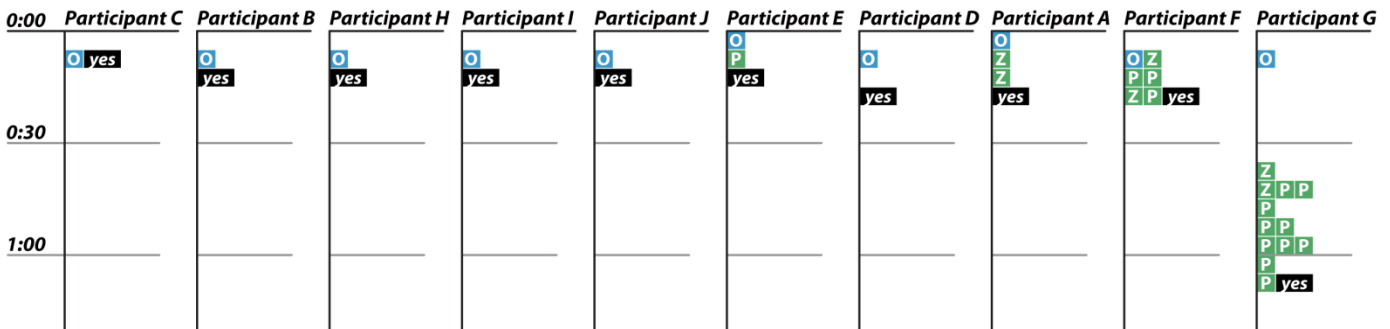 0:00 Participant C Participant B Participant H Participant I Participant J Participant E Participant D Participant A Participant F Participant G
O O
O yes O O O O P O Z O Z O
yes yes yes yes yes Z P P
yes yes Z P yes
0:30
Z
Z P P
P
P P
1:00 P P P
P
P yes